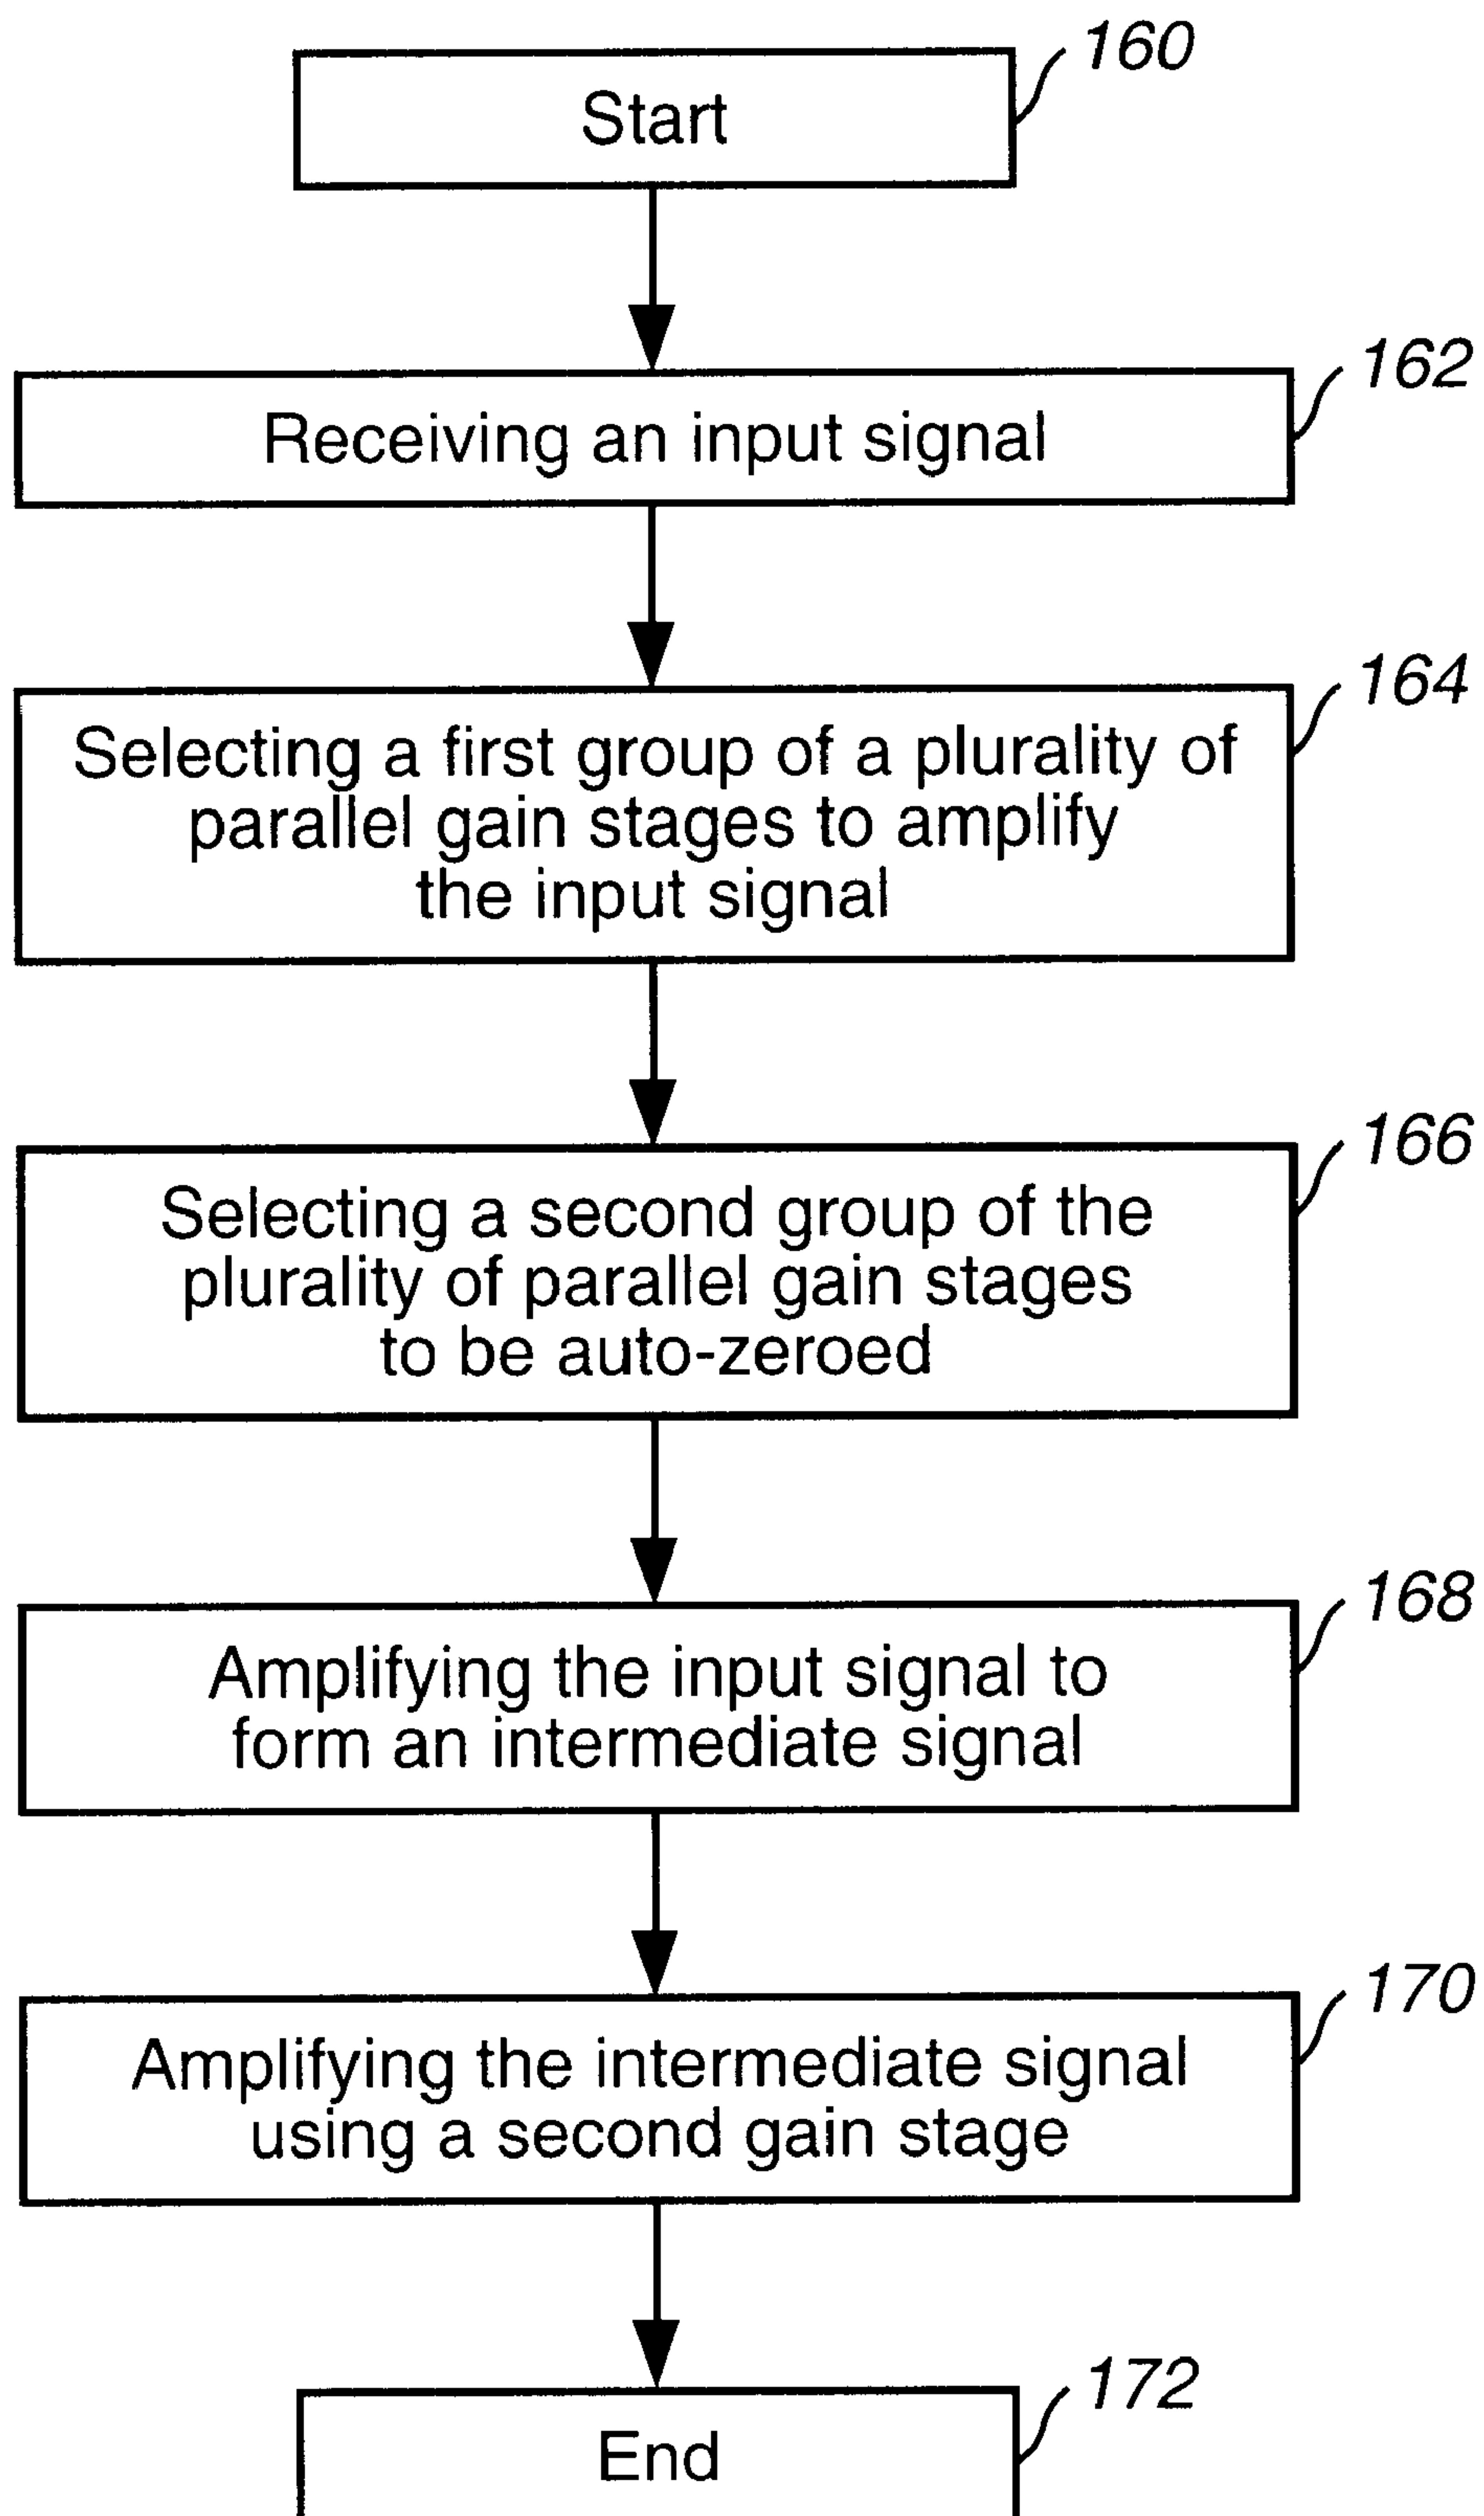 160
Start
162
Receiving an input signal
164
Selecting a first group of a plurality of
parallel gain stages to amplify
the input signal
166
Selecting a second group of the
plurality of parallel gain stages
to be auto-zeroed
168
Amplifying the input signal to
form an intermediate signal
170
Amplifying the intermediate signal
using a second gain stage
172
End